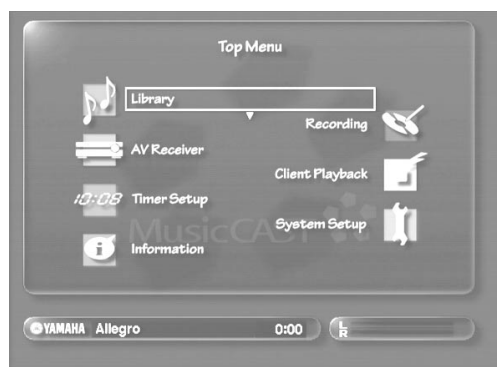 Top Menu
Library
Recording
AV Receiver
Client Playback
10:08 Timer Setup
System Setup
MusicCAST
Information
YAMAHA Allegro 0:00 L
R